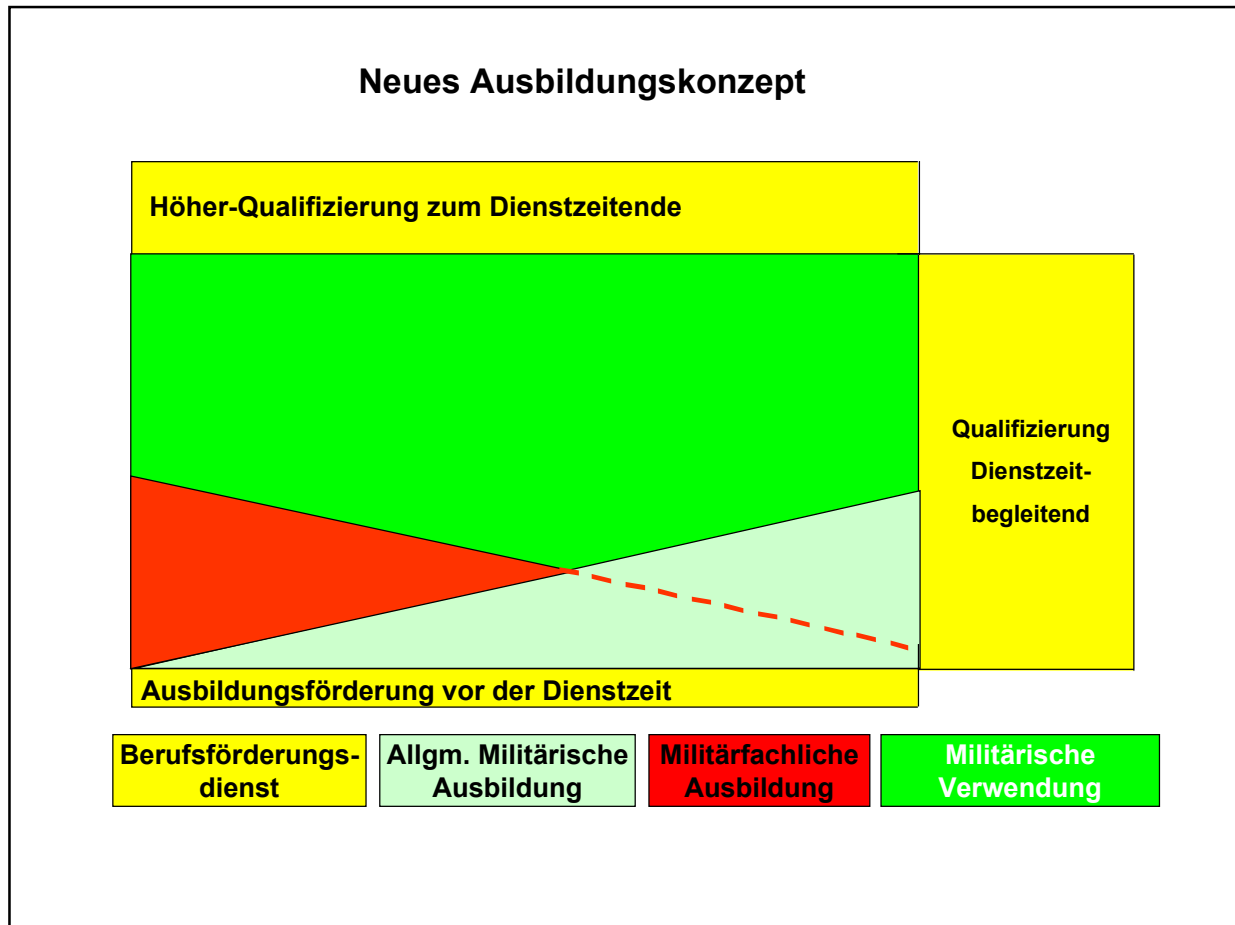 Neues Ausbildungskonzept
Höher-Qualifizierung zum Dienstzeitende
Qualifizierung
Dienstzeit-
begleitend
Ausbildungsförderung vor der Dienstzeit
Berufsförderungs-
dienst
Allgm. Militärische
Ausbildung
Militärfachliche
Ausbildung
Militärische
Verwendung